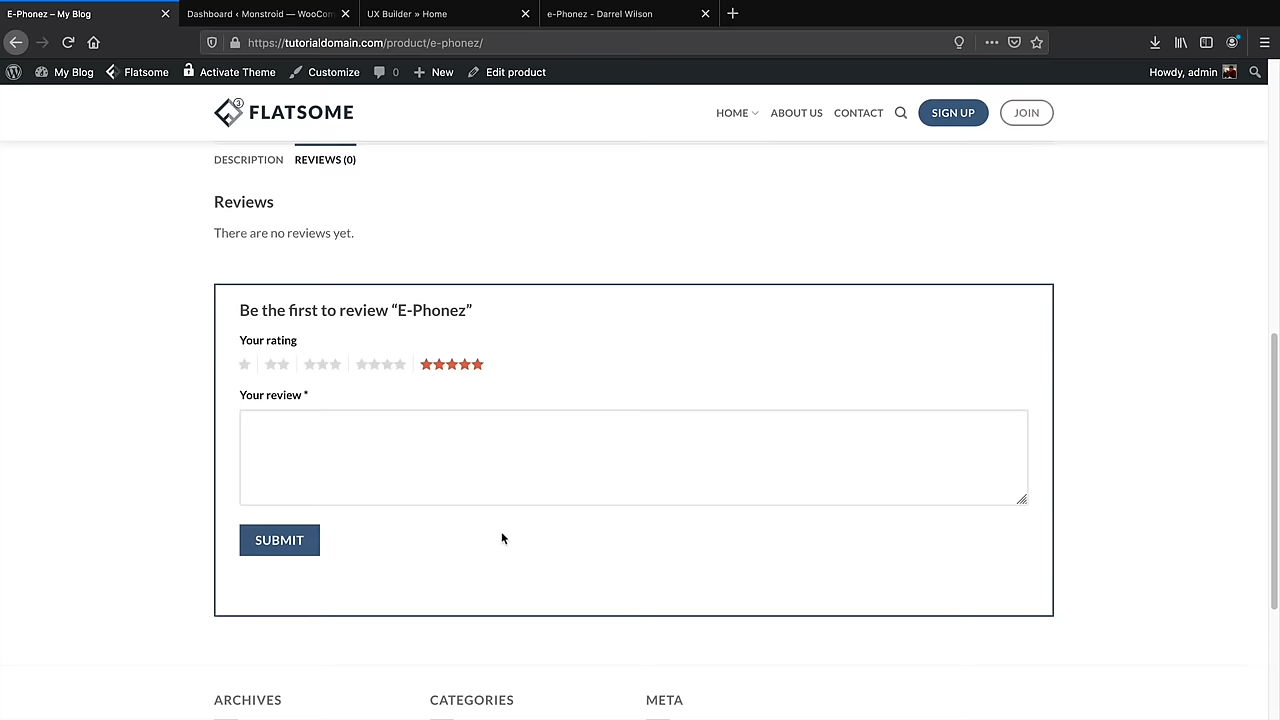 E-Phonez – My Blog
Dashboard ‹ Monstroid — WooCom
UX Builder » Home
e-Phonez - Darrel Wilson
https://tutorialdomain.com/product/e-phonez/
My Blog
Flatsome
Activate Theme
Customize
0
New
Edit product
Howdy, admin
3
FLATSOME
HOME
ABOUT US
CONTACT
SIGN UP
JOIN
DESCRIPTION
REVIEWS (0)
Reviews
There are no reviews yet.
Be the first to review “E-Phonez”
Your rating
Your review *
SUBMIT
ARCHIVES
CATEGORIES
META